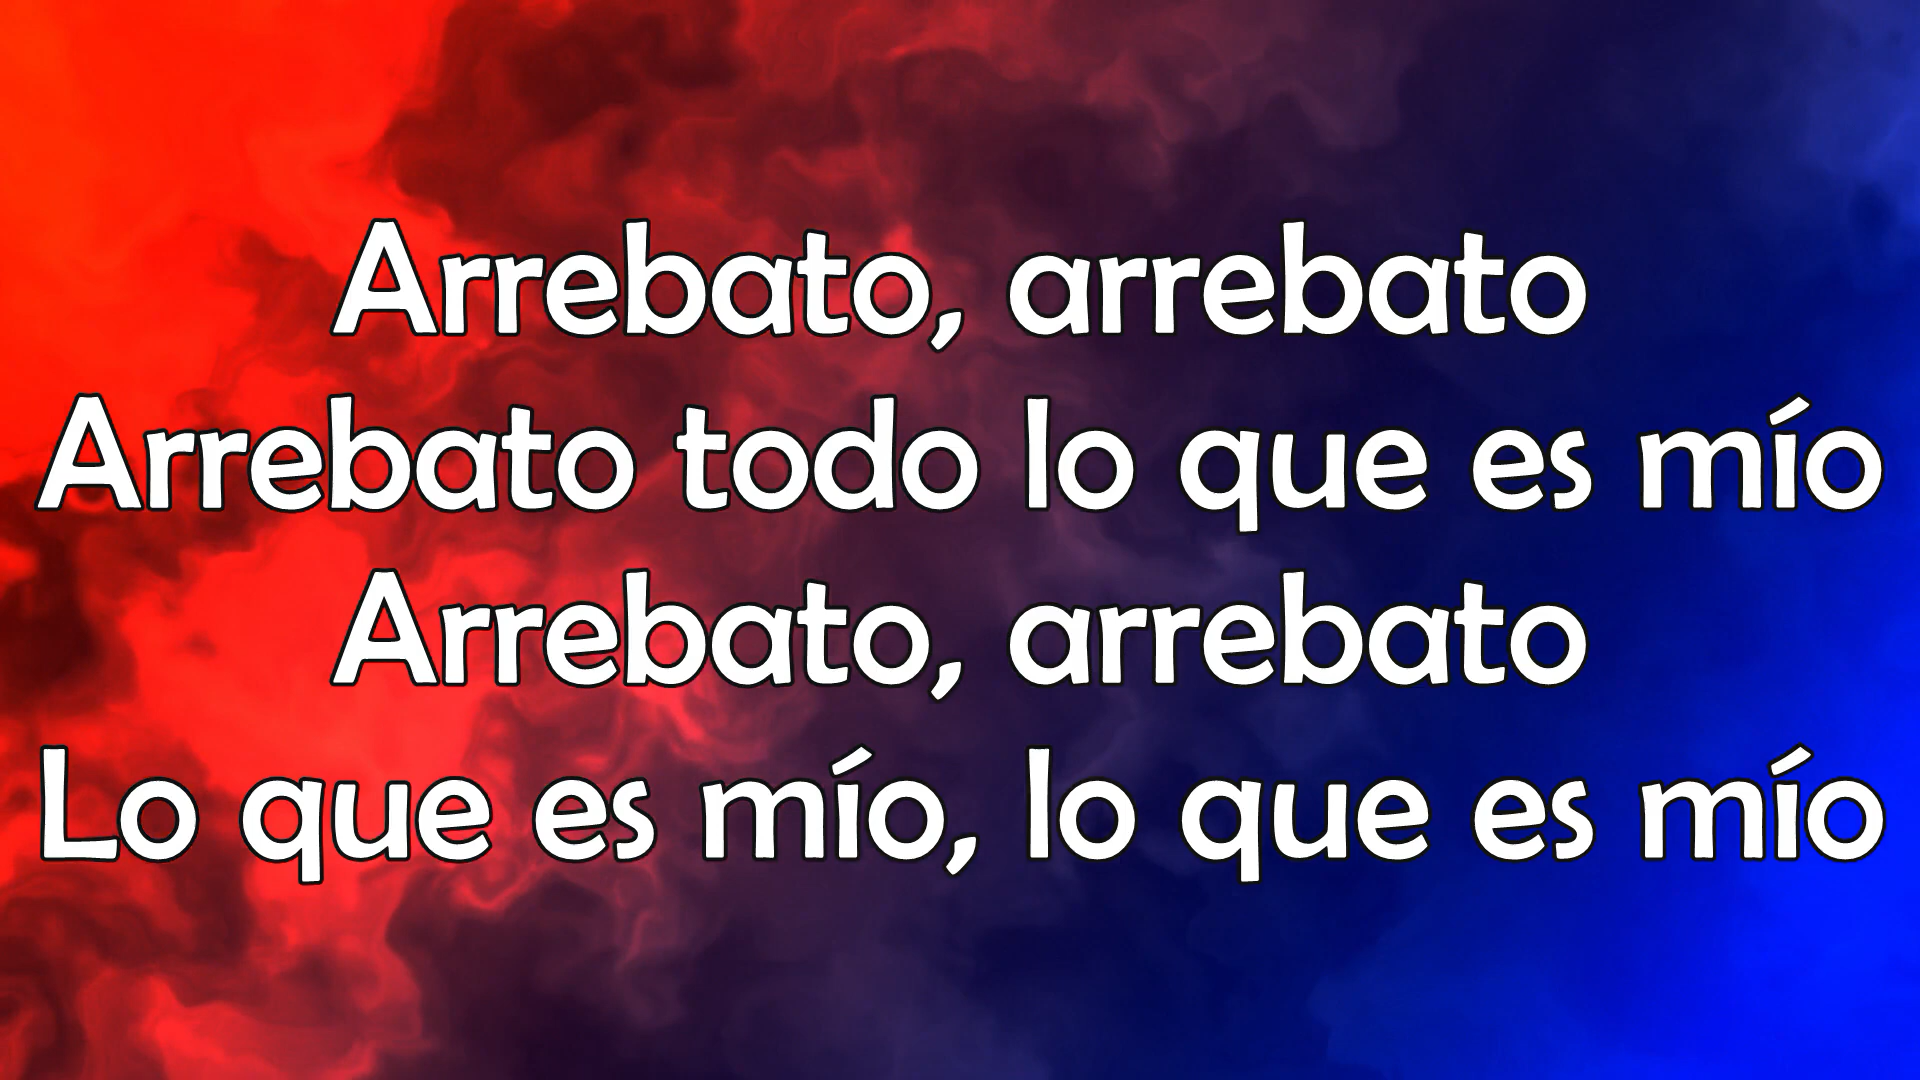 Arrebato, arrebato
Arrebato todo lo que es mío
Arrebato, arrebato
Lo que es mío, lo que es mío